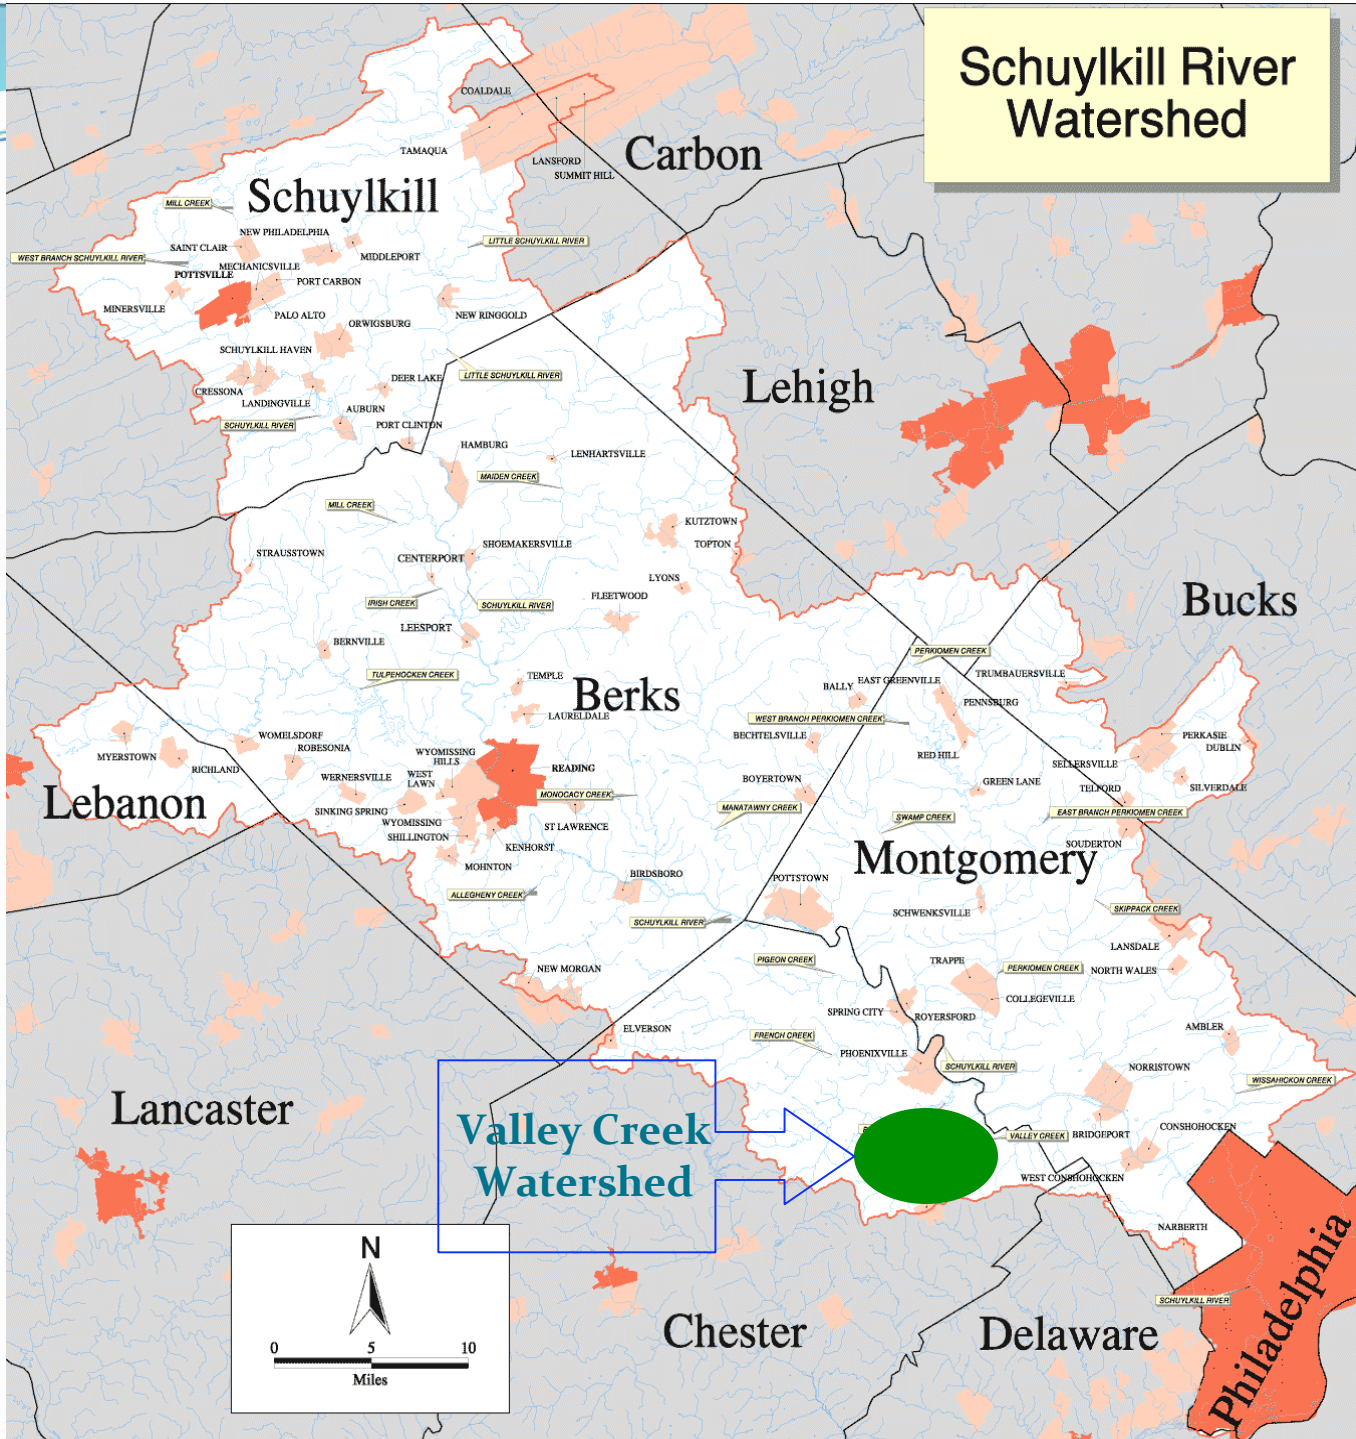 Schuylkill River
Watershed
COALDALE
Carbon
TAMAQUA
LANSFORD
SUMMIT HILL
Schuylkill
MILL CREEK
NEW PHILADELPHIA
LITTLE SCHUYLKILL RIVER
SAINT CLAIR
WEST BRANCH SCHUYLKILL RIVER
MIDDLEPORT
MECHANICSVILLE
POTTSVILLE
PORT CARBON
MINERSVILLE
PALO ALTO
NEW RINGGOLD
ORWIGSBURG
SCHUYLKILL HAVEN
LITTLE SCHUYLKILL RIVER
DEER LAKE
Lehigh
CRESSONA
LANDINGVILLE
AUBURN
SCHUYLKILL RIVER
PORT CLINTON
HAMBURG
LENHARTSVILLE
MAIDEN CREEK
MILL CREEK
KUTZTOWN
STRAUSSTOWN
SHOEMAKERSVILLE
TOPTON
CENTERPORT
LYONS
Bucks
FLEETWOOD
IRISH CREEK
SCHUYLKILL RIVER
LEESPORT
BERNVILLE
PERKIOMEN CREEK
TULPEHOCKEN CREEK
TEMPLE
TRUMBAUERSVILLE
EAST GREENVILLE
BALLY
Berks
PENNSBURG
LAURELDALE
WEST BRANCH PERKIOMEN CREEK
WOMELSDORF
BECHTELSVILLE
PERKASIE
ROBESONIA
DUBLIN
WYOMISSING
HILLS
MYERSTOWN
RED HILL
RICHLAND
SELLERSVILLE
READING
WERNERSVILLE
WEST
LAWN
BOYERTOWN
GREEN LANE
TELFORD
SILVERDALE
MONOCACY CREEK
Lebanon
SINKING SPRING
MANATAWNY CREEK
EAST BRANCH PERKIOMEN CREEK
SWAMP CREEK
WYOMISSING
ST LAWRENCE
SHILLINGTON
KENHORST
SOUDERTON
Montgomery
MOHNTON
BIRDSBORO
POTTSTOWN
ALLEGHENY CREEK
SCHWENKSVILLE
SKIPPACK CREEK
SCHUYLKILL RIVER
LANSDALE
PIGEON CREEK
TRAPPE
NEW MORGAN
PERKIOMEN CREEK
NORTH WALES
COLLEGEVILLE
SPRING CITY
ROYERSFORD
ELVERSON
AMBLER
FRENCH CREEK
PHOENIXVILLE
SCHUYLKILL RIVER
NORRISTOWN
WISSAHICKON CREEK
Lancaster
Valley Creek
Watershed
VALLEY CREEK
BRIDGEPORT
CONSHOHOCKEN
WEST CONSHOHOCKEN
NARBERTH
N
SCHUYLKILL RIVER
Philadelphia
Chester
Delaware
0 5 10
Miles